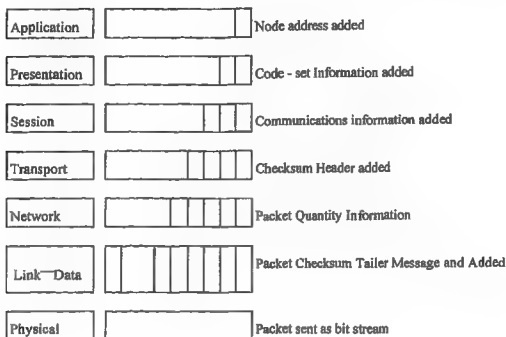 Application Node address added
Presentation Code - set Information added
Session Communications information added
Transport Checksum Header added
Network Packet Quantity Information
Link Data Packet Checksum Tailer Message and Added
Physical Packet sent as bit stream